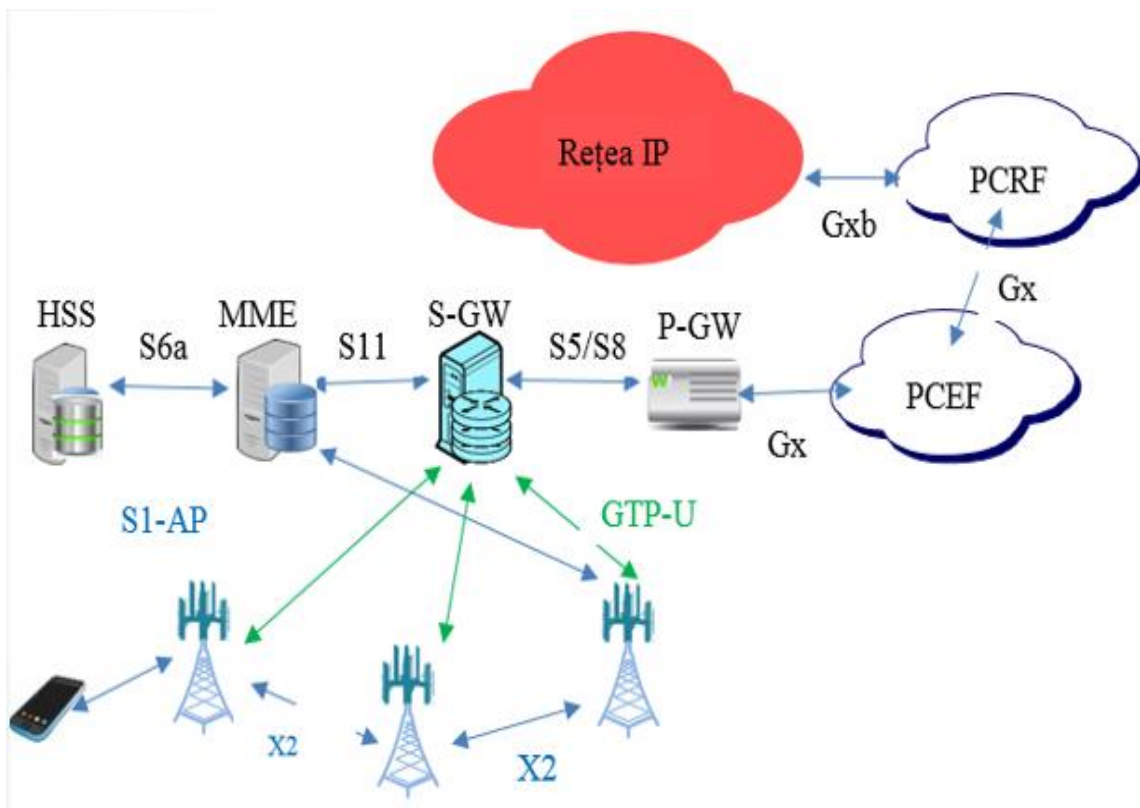 Rețea IP
PCRF
Gxb
Gx
HSS
MME
S-GW
P-GW
S6a
S11
S5/S8
PCEF
Gx
S1-AP
GTP-U
X2
X2
W